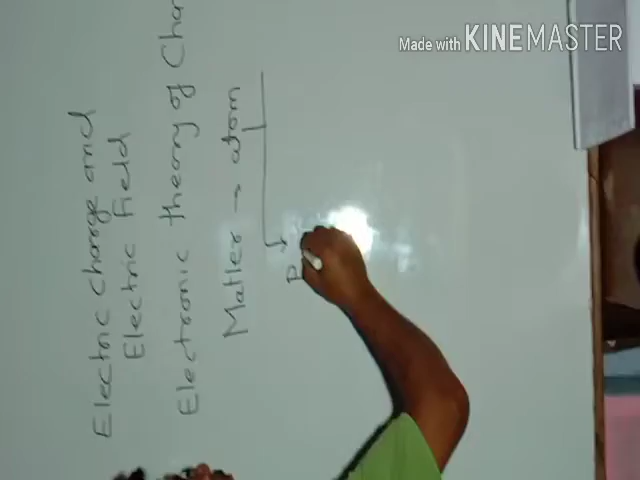 Electric charge and
Electric Field
Electronic theory of Cha
Matter → atom
P
Made with KINEMASTER